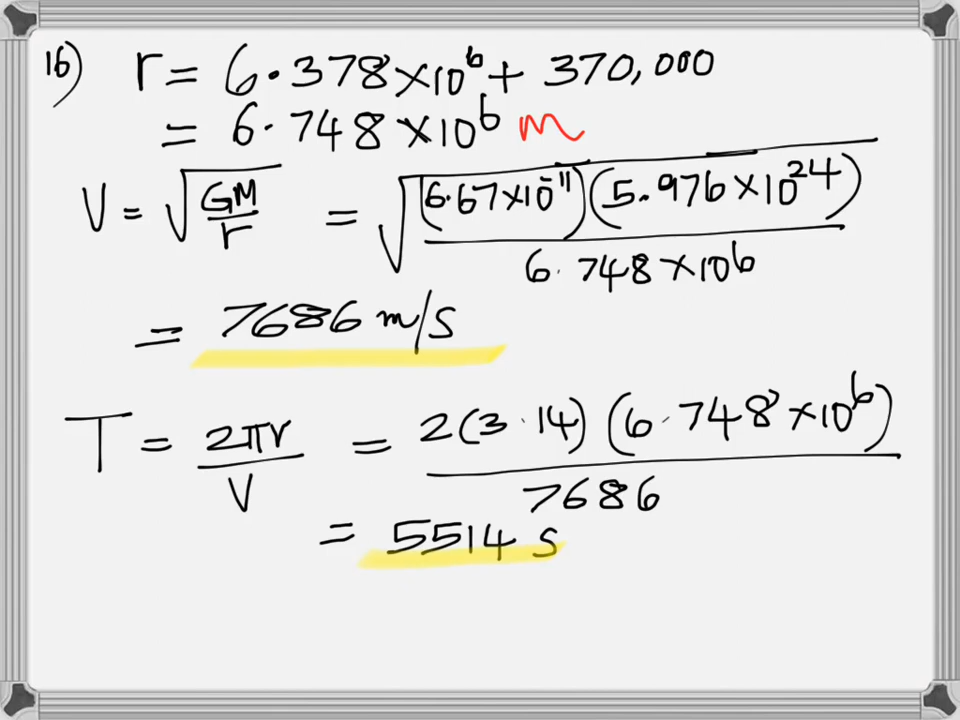 16) r = 6.378×10⁶ + 370,000
= 6.748×10⁶ m
V = √(GM/r) = √((6.67×10⁻¹¹)(5.976×10²⁴)/6.748×10⁶)
= 7686 m/s
T = 2πr/V = 2(3.14)(6.748×10⁶)/7686
= 5514 s